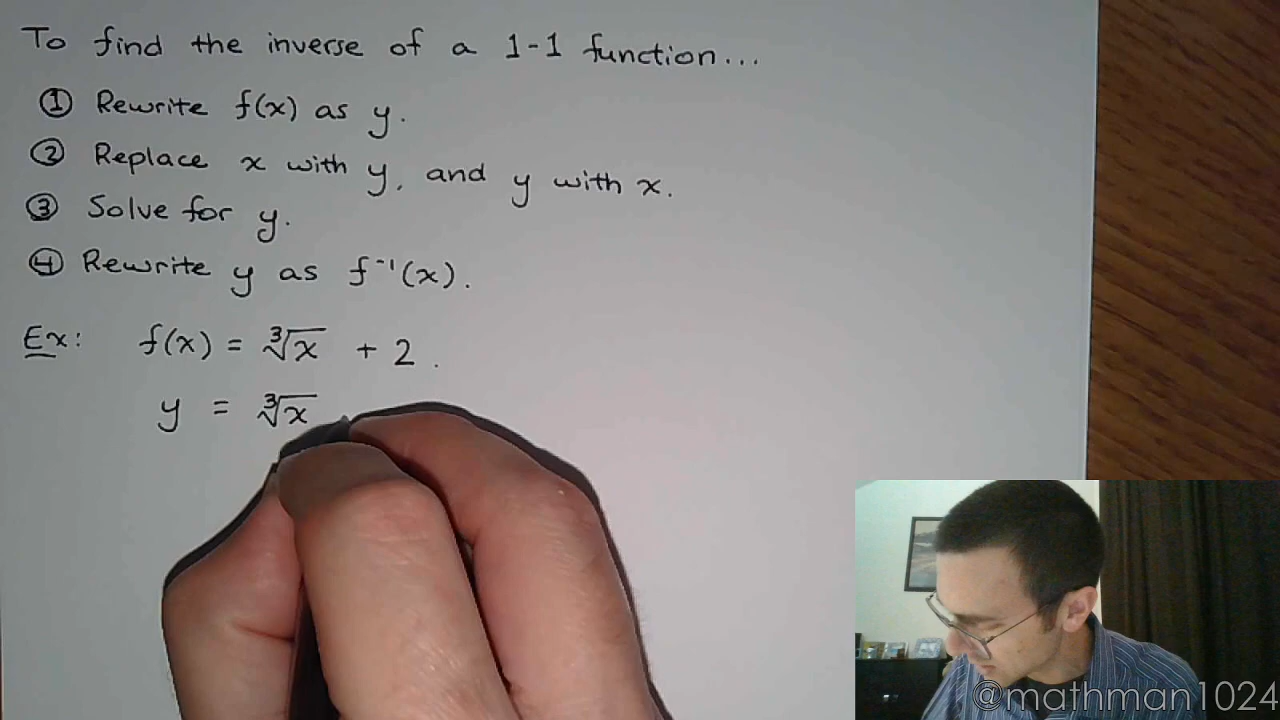 To find the inverse of a 1-1 function...
① Rewrite f(x) as y.
② Replace x with y, and y with x.
③ Solve for y.
④ Rewrite y as f⁻¹(x).
Ex: f(x) = ∛x + 2.
y = ∛x
@mathman1024